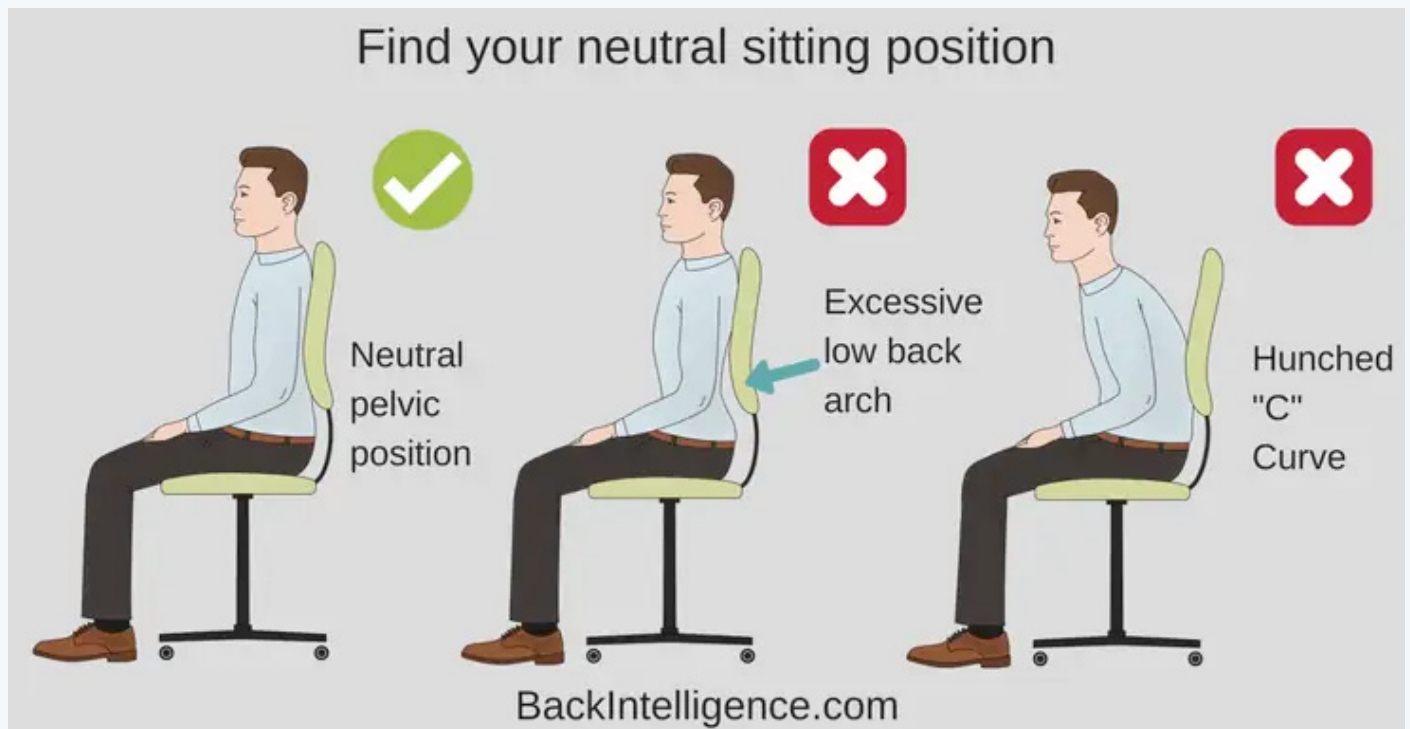 Find your neutral sitting position
Neutral
pelvic
position
Excessive
low back
arch
Hunched
"C"
Curve
BackIntelligence.com